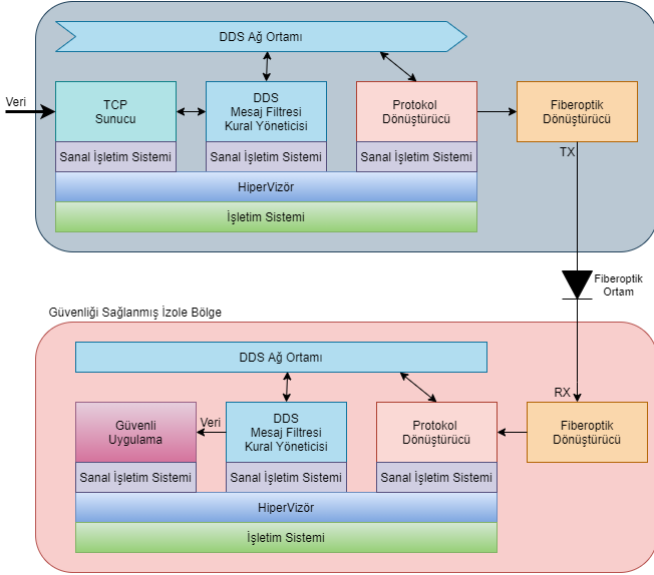 DDS Ağ Ortamı
Veri
TCP
Sunucu
DDS
Mesaj Filtresi
Kural Yöneticisi
Protokol
Dönüştürücü
Fiberoptik
Dönüştürücü
Sanal İşletim Sistemi
Sanal İşletim Sistemi
Sanal İşletim Sistemi
TX
HiperVizör
İşletim Sistemi
Fiberoptik
Ortam
Güvenliği Sağlanmış İzole Bölge
DDS Ağ Ortamı
RX
Güvenli
Uygulama
Veri
DDS
Mesaj Filtresi
Kural Yöneticisi
Protokol
Dönüştürücü
Fiberoptik
Dönüştürücü
Sanal İşletim Sistemi
Sanal İşletim Sistemi
Sanal İşletim Sistemi
HiperVizör
İşletim Sistemi